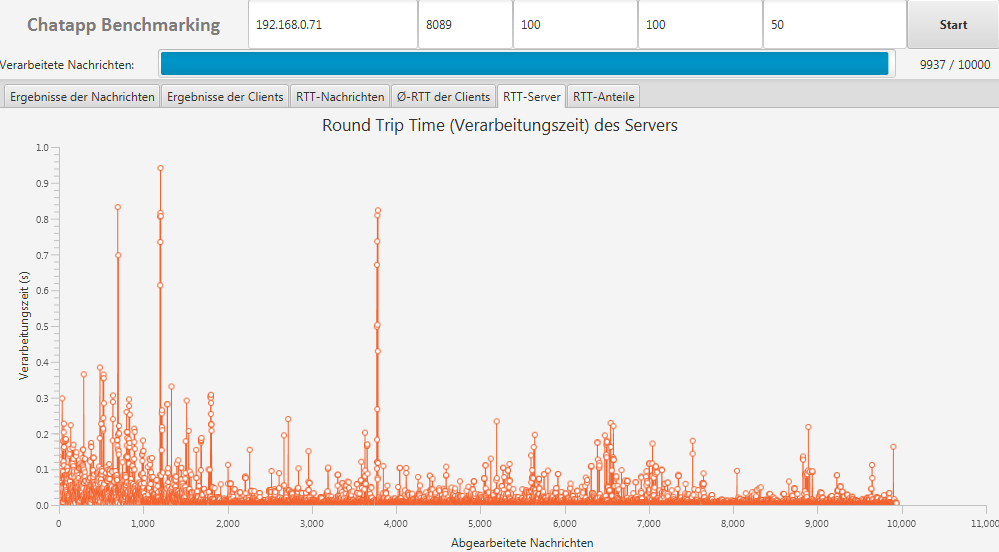 Chatapp Benchmarking 192.168.0.71 8089 100 100 50 Start
Verarbeitete Nachrichten: 9937 / 10000
Ergebnisse der Nachrichten Ergebnisse der Clients RTT-Nachrichten Ø-RTT der Clients RTT-Server RTT-Anteile
Round Trip Time (Verarbeitungszeit) des Servers
Verarbeitungszeit (s)
1.0
0.9
0.8
0.7
0.6
0.5
0.4
0.3
0.2
0.1
0.0
0 1,000 2,000 3,000 4,000 5,000 6,000 7,000 8,000 9,000 10,000 11,000
Abgearbeitete Nachrichten